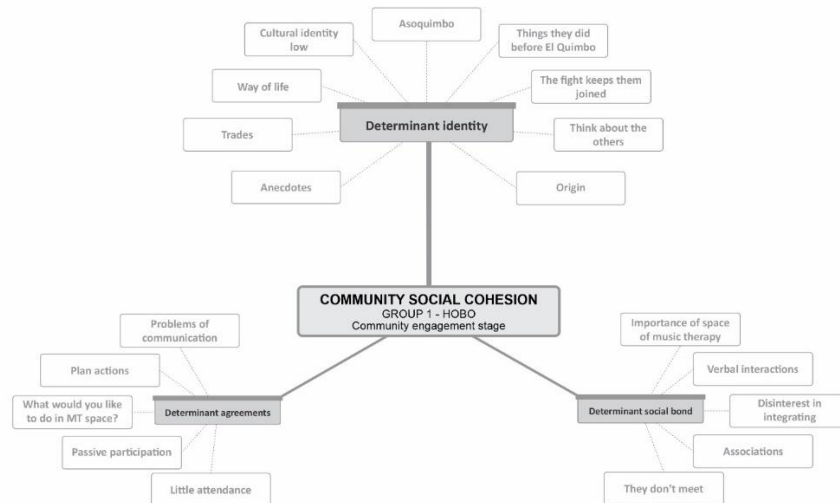 Asoquimbo
Cultural identity
low
Things they did
before El Quimbo
Way of life
The fight keeps them
joined
Determinant identity
Trades
Think about the
others
Anecdotes
Origin
COMMUNITY SOCIAL COHESION
GROUP 1 - HOBO
Community engagement stage
Problems of
communication
Plan actions
What would you like
to do in MT space?
Determinant agreements
Passive participation
Little attendance
Importance of space
of music therapy
Verbal interactions
Determinant social bond
Disinterest in
integrating
Associations
They don't meet